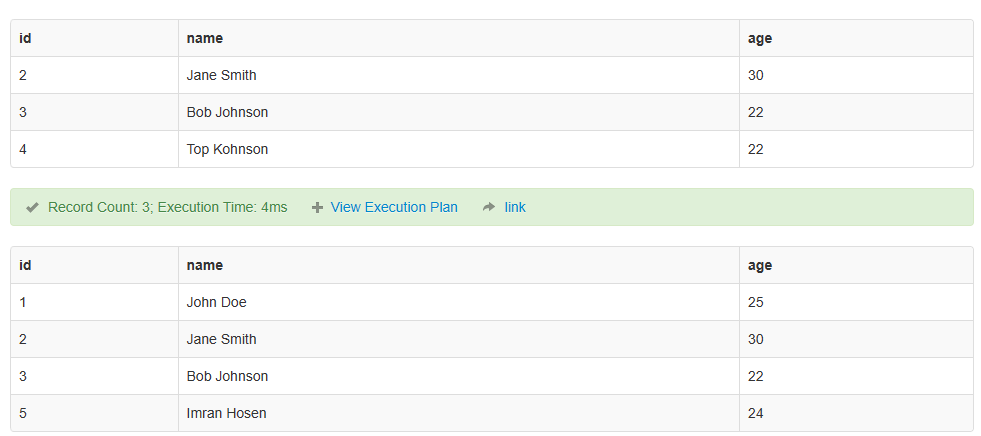 id name age
2 Jane Smith 30
3 Bob Johnson 22
4 Top Kohnson 22
Record Count: 3; Execution Time: 4ms View Execution Plan link
id name age
1 John Doe 25
2 Jane Smith 30
3 Bob Johnson 22
5 Imran Hosen 24